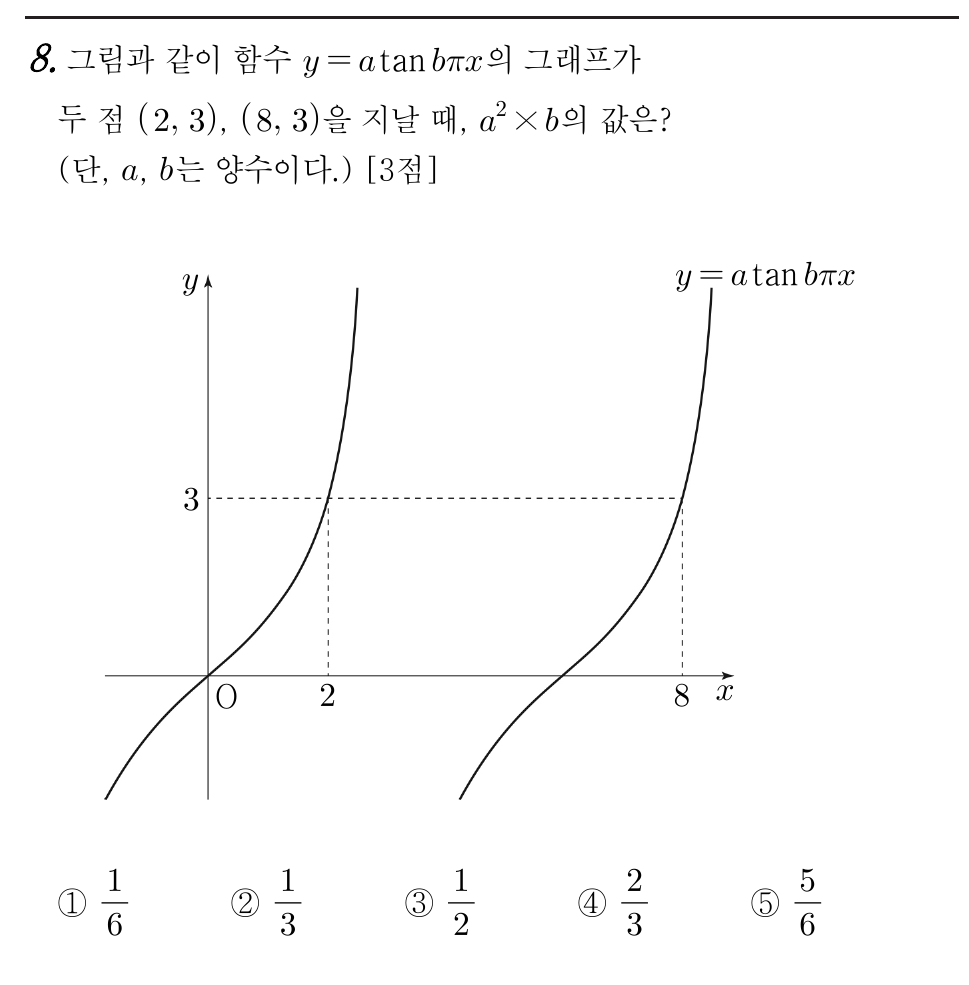 8. 그림과 같이 함수 y = a tan bπx의 그래프가
두 점 (2, 3), (8, 3)을 지날 때, a² × b의 값은?
(단, a, b는 양수이다.) [3점]
y
y = a tan bπx
3
O
2
8
x
① 1/6 ② 1/3 ③ 1/2 ④ 2/3 ⑤ 5/6